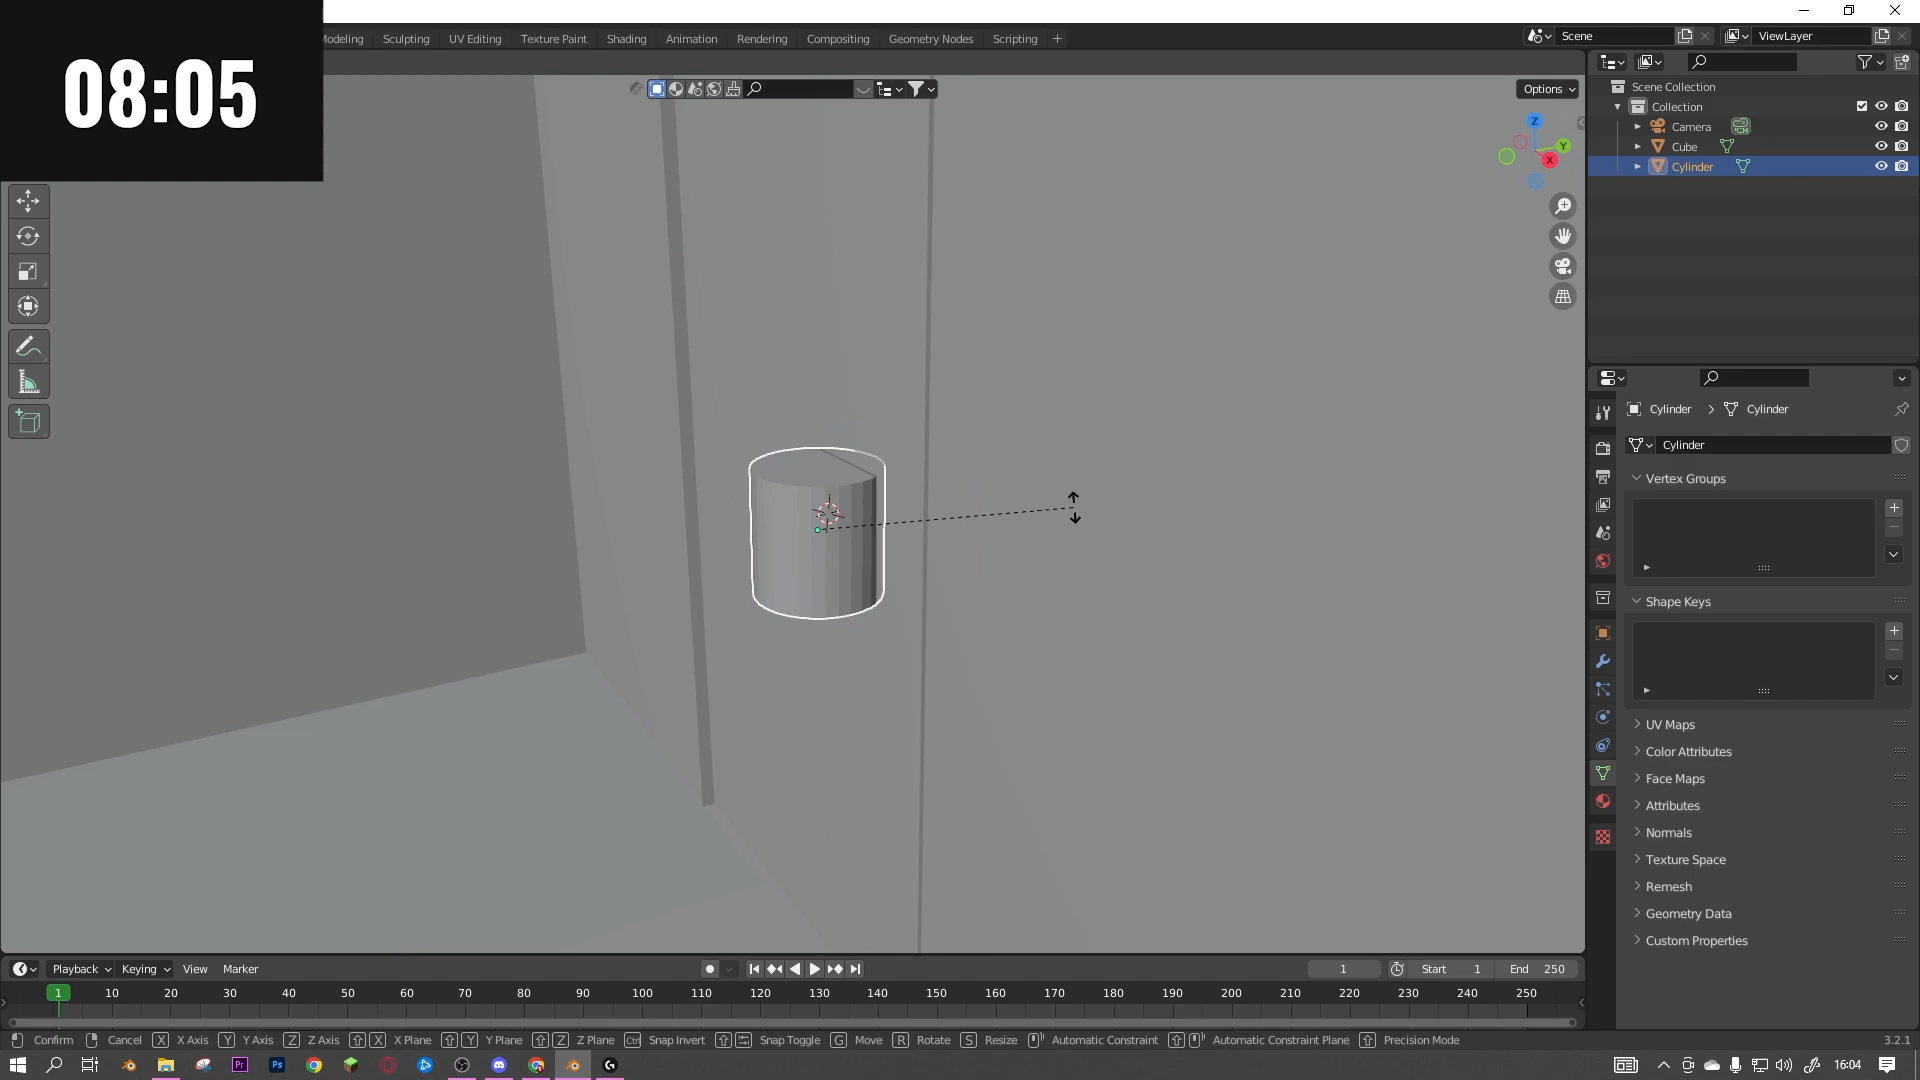 08:05
Modeling Sculpting UV Editing Texture Paint Shading Animation Rendering Compositing Geometry Nodes Scripting +
Scene
ViewLayer
Options
Z
Y
X
Scene Collection
Collection
Camera
Cube
Cylinder
Cylinder > Cylinder
Cylinder
Vertex Groups
Shape Keys
UV Maps
Color Attributes
Face Maps
Attributes
Normals
Texture Space
Remesh
Geometry Data
Custom Properties
Playback Keying View Marker
1 Start 1 End 250
1 10 20 30 40 50 60 70 80 90 100 110 120 130 140 150 160 170 180 190 200 210 220 230 240 250
Confirm Cancel X X Axis Y Y Axis Z Z Axis X X Plane Y Y Plane Z Z Plane Ctrl Snap Invert Snap Toggle G Move R Rotate S Resize Automatic Constraint Automatic Constraint Plane Precision Mode 3.2.1
Pr Ps 16:04